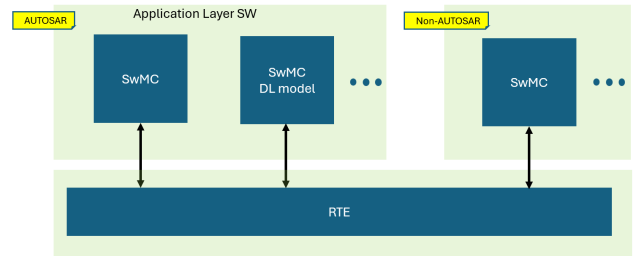 Application Layer SW
AUTOSAR
Non-AUTOSAR
SwMC
SwMC
DL model
SwMC
RTE